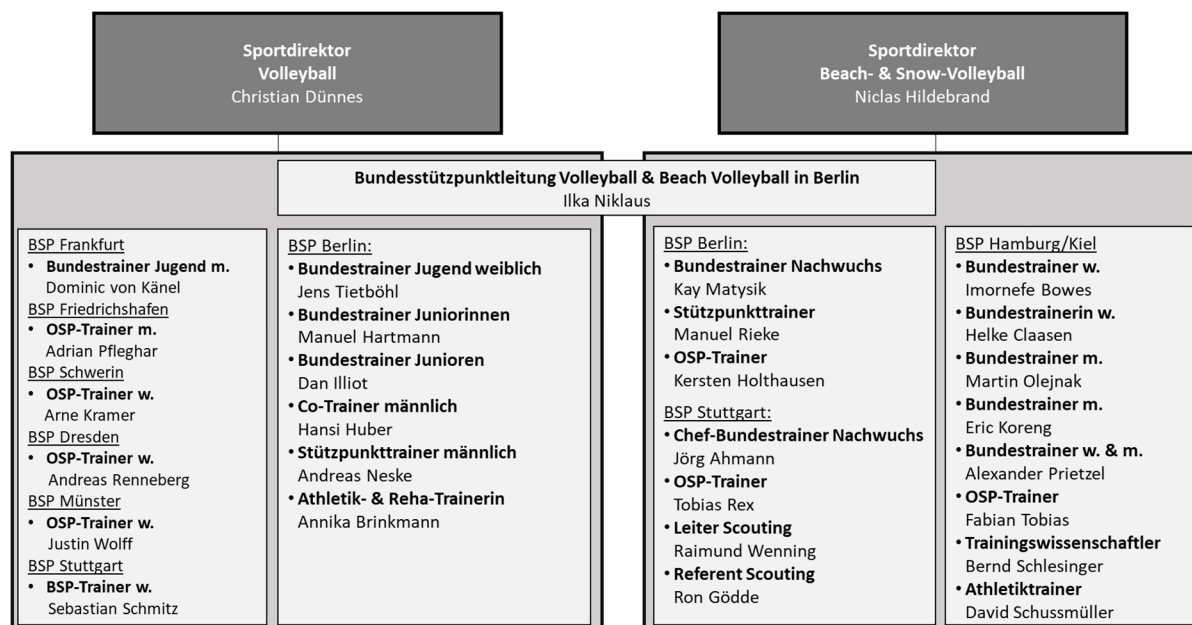 Sportdirektor
Volleyball
Christian Dünnes
Sportdirektor
Beach- & Snow-Volleyball
Niclas Hildebrand
Bundesstützpunktleitung Volleyball & Beach Volleyball in Berlin
Ilka Niklaus
BSP Frankfurt
• Bundestrainer Jugend m.
Dominic von Känel
BSP Friedrichshafen
• OSP-Trainer m.
Adrian Pfleghar
BSP Schwerin
• OSP-Trainer w.
Arne Kramer
BSP Dresden
• OSP-Trainer w.
Andreas Renneberg
BSP Münster
• OSP-Trainer w.
Justin Wolff
BSP Stuttgart
• BSP-Trainer w.
Sebastian Schmitz
BSP Berlin:
• Bundestrainer Jugend weiblich
Jens Tietböhl
• Bundestrainer Juniorinnen
Manuel Hartmann
• Bundestrainer Junioren
Dan Illiot
• Co-Trainer männlich
Hansi Huber
• Stützpunkttrainer männlich
Andreas Neske
• Athletik- & Reha-Trainerin
Annika Brinkmann
BSP Berlin:
• Bundestrainer Nachwuchs
Kay Matysik
• Stützpunkttrainer
Manuel Rieke
• OSP-Trainer
Kersten Holthausen
BSP Stuttgart:
• Chef-Bundestrainer Nachwuchs
Jörg Ahmann
• OSP-Trainer
Tobias Rex
• Leiter Scouting
Raimund Wenning
• Referent Scouting
Ron Gödde
BSP Hamburg/Kiel
• Bundestrainer w.
Imornefe Bowes
• Bundestrainerin w.
Helke Claasen
• Bundestrainer m.
Martin Olejnak
• Bundestrainer m.
Eric Koreng
• Bundestrainer w. & m.
Alexander Prietzel
• OSP-Trainer
Fabian Tobias
• Trainingswissenschaftler
Bernd Schlesinger
• Athletiktrainer
David Schussmüller